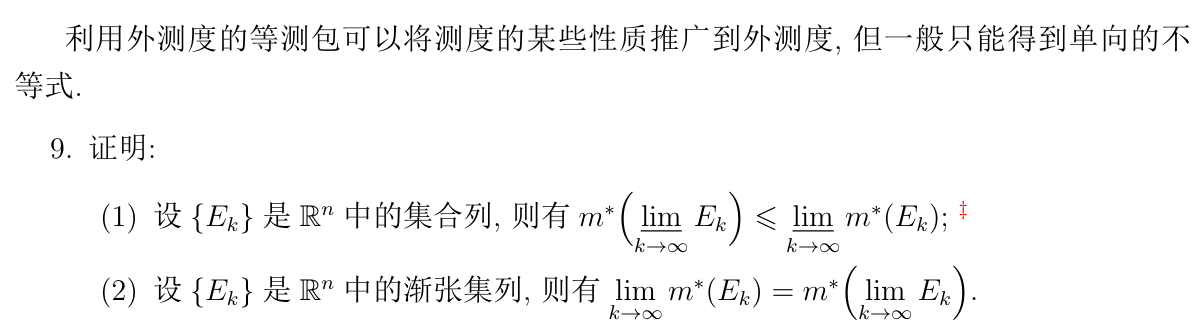 利用外测度的等测包可以将测度的某些性质推广到外测度, 但一般只能得到单向的不
等式.
9. 证明:
(1) 设 $\{E_k\}$ 是 $\mathbb{R}^n$ 中的集合列, 则有 $m^*\left(\varliminf_{k\to\infty} E_k\right) \leqslant \varliminf_{k\to\infty} m^*(E_k)$; ‡
(2) 设 $\{E_k\}$ 是 $\mathbb{R}^n$ 中的渐张集列, 则有 $\lim_{k\to\infty} m^*(E_k) = m^*\left(\lim_{k\to\infty} E_k\right)$.